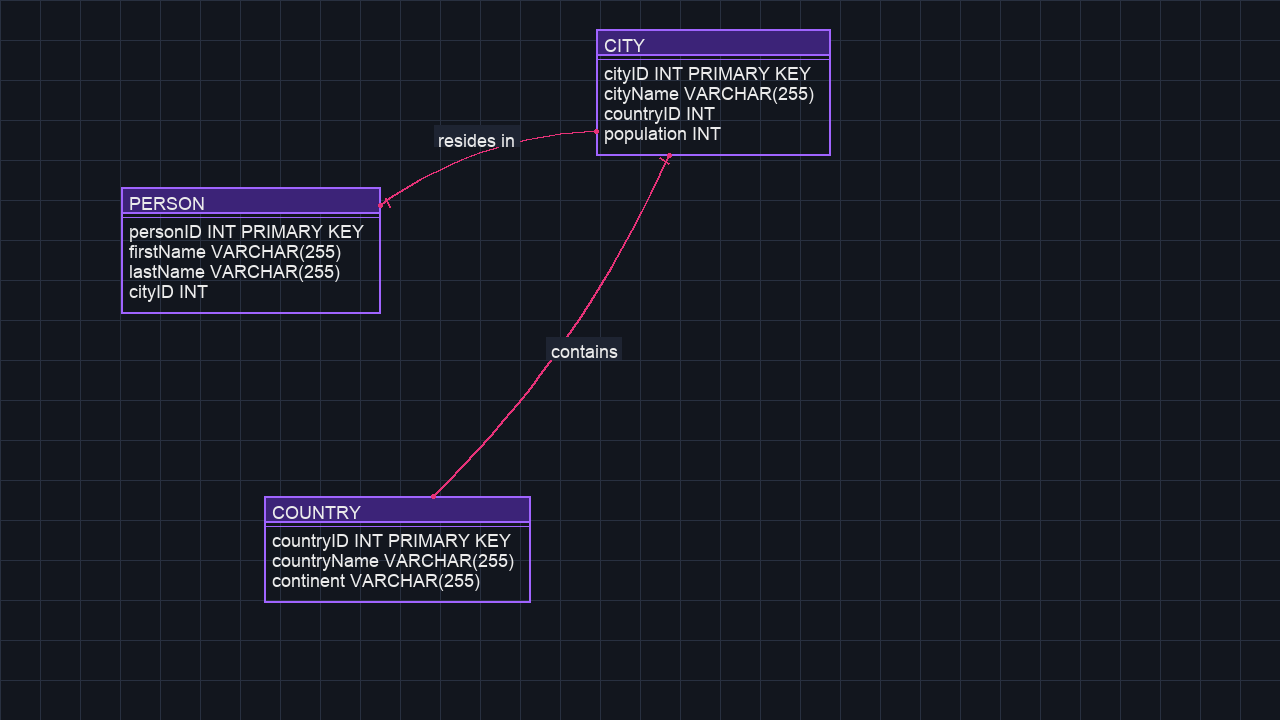 CITY
cityID INT PRIMARY KEY
cityName VARCHAR(255)
countryID INT
population INT
resides in
PERSON
personID INT PRIMARY KEY
firstName VARCHAR(255)
lastName VARCHAR(255)
cityID INT
contains
COUNTRY
countryID INT PRIMARY KEY
countryName VARCHAR(255)
continent VARCHAR(255)